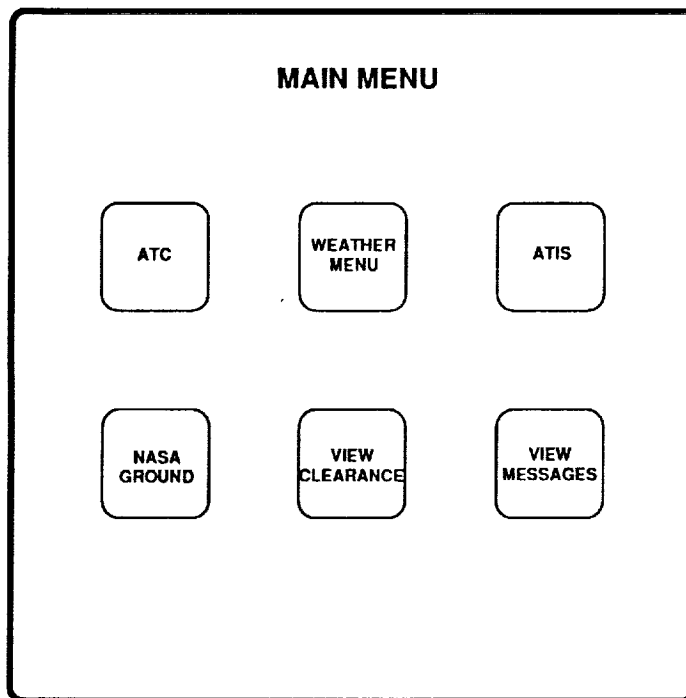 MAIN MENU
ATC
WEATHER
MENU
ATIS
NASA
GROUND
VIEW
CLEARANCE
VIEW
MESSAGES